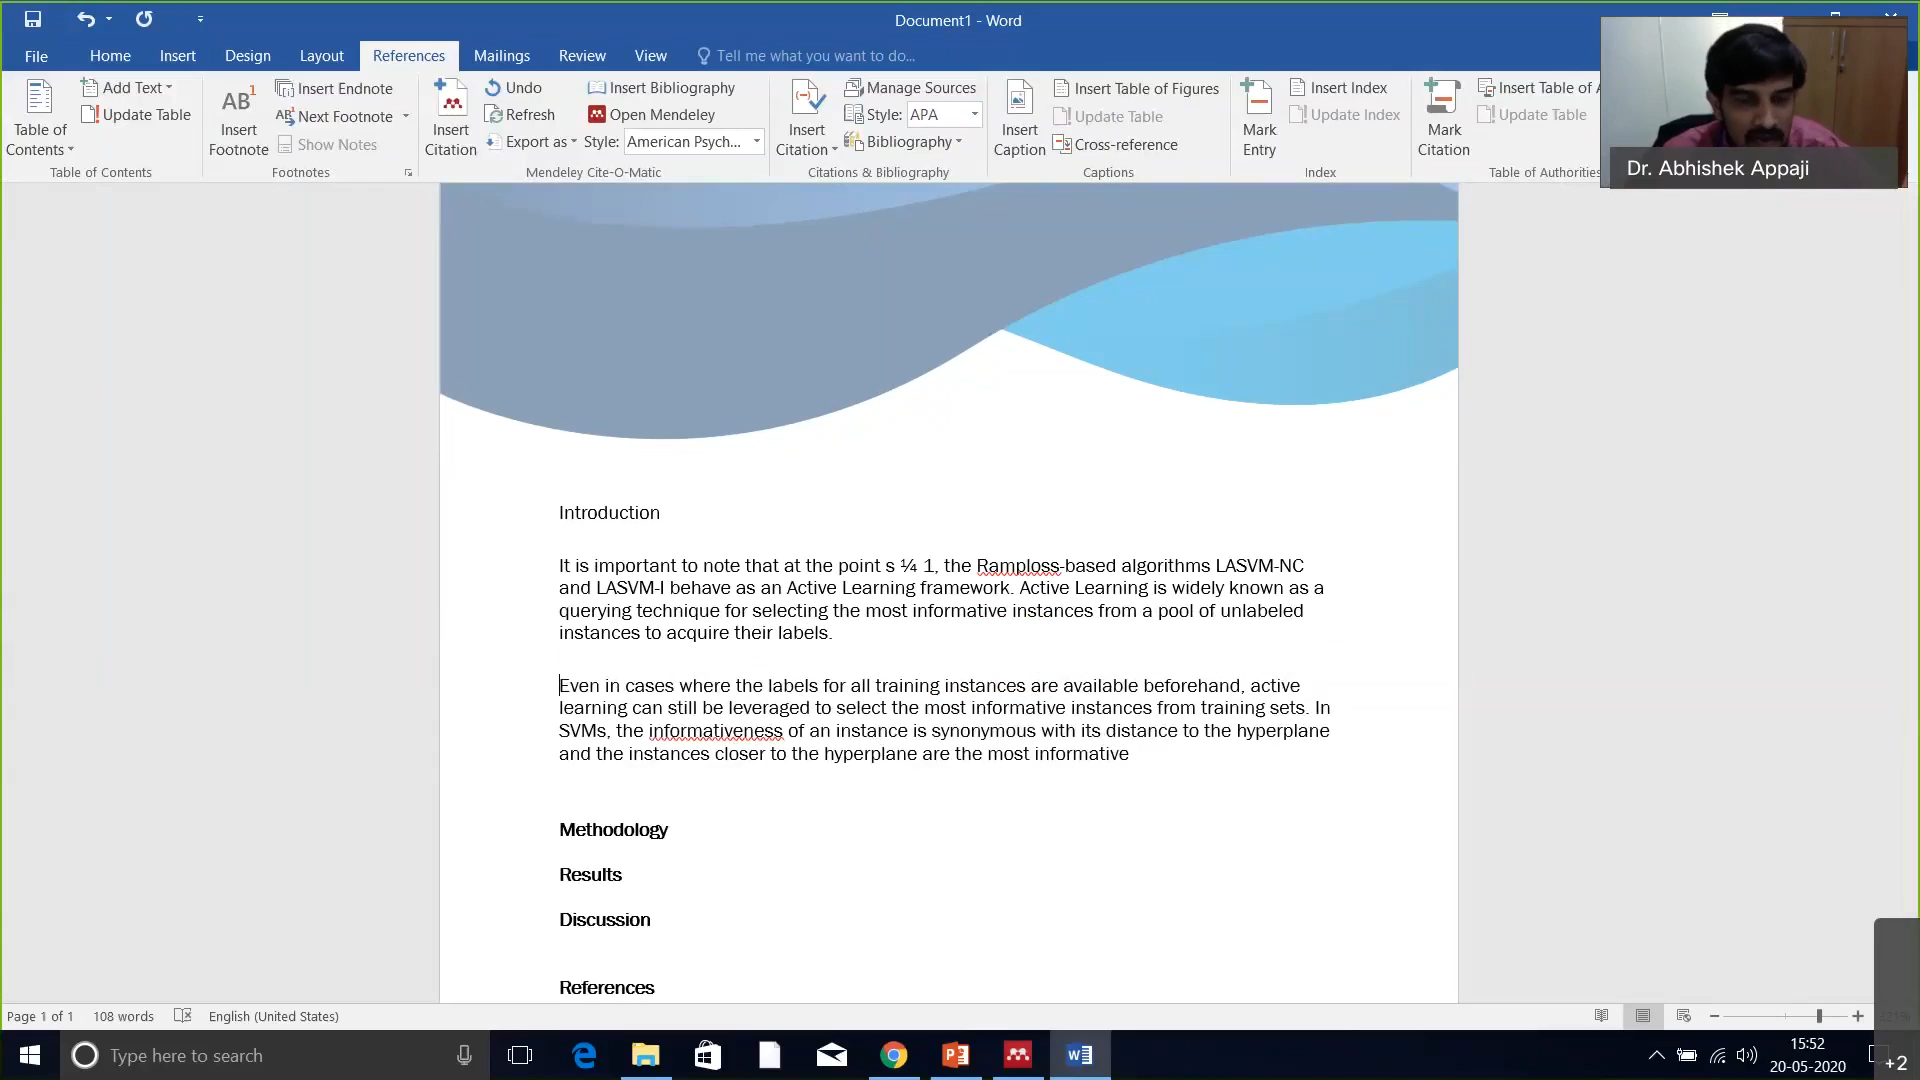 Document1 - Word
File Home Insert Design Layout References Mailings Review View Tell me what you want to do...
Table of Contents
Add Text
Update Table
Table of Contents
AB1 Insert Footnote
Insert Endnote
Next Footnote
Show Notes
Footnotes
Insert Citation
Undo
Refresh
Export as
Insert Bibliography
Open Mendeley
Style: American Psych...
Mendeley Cite-O-Matic
Insert Citation
Manage Sources
Style: APA
Bibliography
Citations & Bibliography
Insert Caption
Insert Table of Figures
Update Table
Cross-reference
Captions
Mark Entry
Insert Index
Update Index
Index
Mark Citation
Insert Table of A
Update Table
Table of Authorities
Dr. Abhishek Appaji
Introduction
It is important to note that at the point s ¼ 1, the Ramploss-based algorithms LASVM-NC
and LASVM-I behave as an Active Learning framework. Active Learning is widely known as a
querying technique for selecting the most informative instances from a pool of unlabeled
instances to acquire their labels.
Even in cases where the labels for all training instances are available beforehand, active
learning can still be leveraged to select the most informative instances from training sets. In
SVMs, the informativeness of an instance is synonymous with its distance to the hyperplane
and the instances closer to the hyperplane are the most informative
Methodology
Results
Discussion
References
Page 1 of 1 108 words English (United States)
Type here to search
15:52
20-05-2020
+2